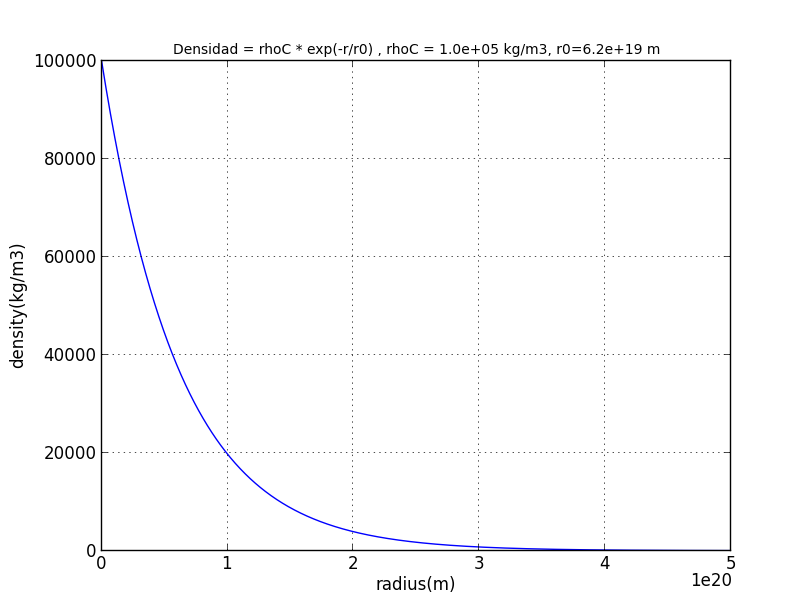 Densidad = rhoC * exp(-r/r0) , rhoC = 1.0e+05 kg/m3, r0=6.2e+19 m
100000
80000
60000
40000
20000
0
density(kg/m3)
0 1 2 3 4 5
1e20
radius(m)